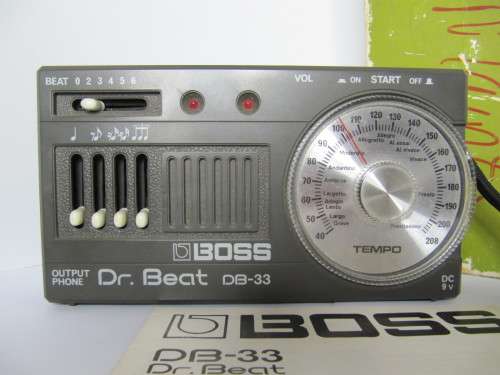 BEAT 0 2 3 4 5 6
VOL ON START OFF
40 50 60 70 80 90 100 110 120 130 140 150 160 170 180 190 200 208
Grave
Largo
Lento
Adagio
Larghetto
Andante
Andantino
Moderato
Allegretto
Allegro
Vivace
Presto
Prestissimo
TEMPO
BOSS
OUTPUT
PHONE
Dr. Beat DB-33
DC
9V
BOSS
DB-33
Dr. Beat